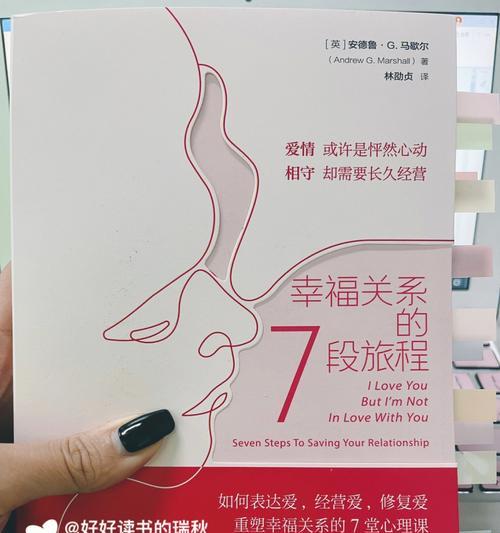 [英]安德鲁·G.马歇尔
(Andrew G. Marshall) 著
林劭贞 译
爱情 或许是怦然心动
相守 却需要长久经营
幸福关系
的
7
段旅程
I Love You
But I'm Not
In Love With You
Seven Steps To Saving Your Relationship
如何表达爱，经营爱，修复爱
重塑幸福关系的7堂心理课
@好好读书的瑞秋